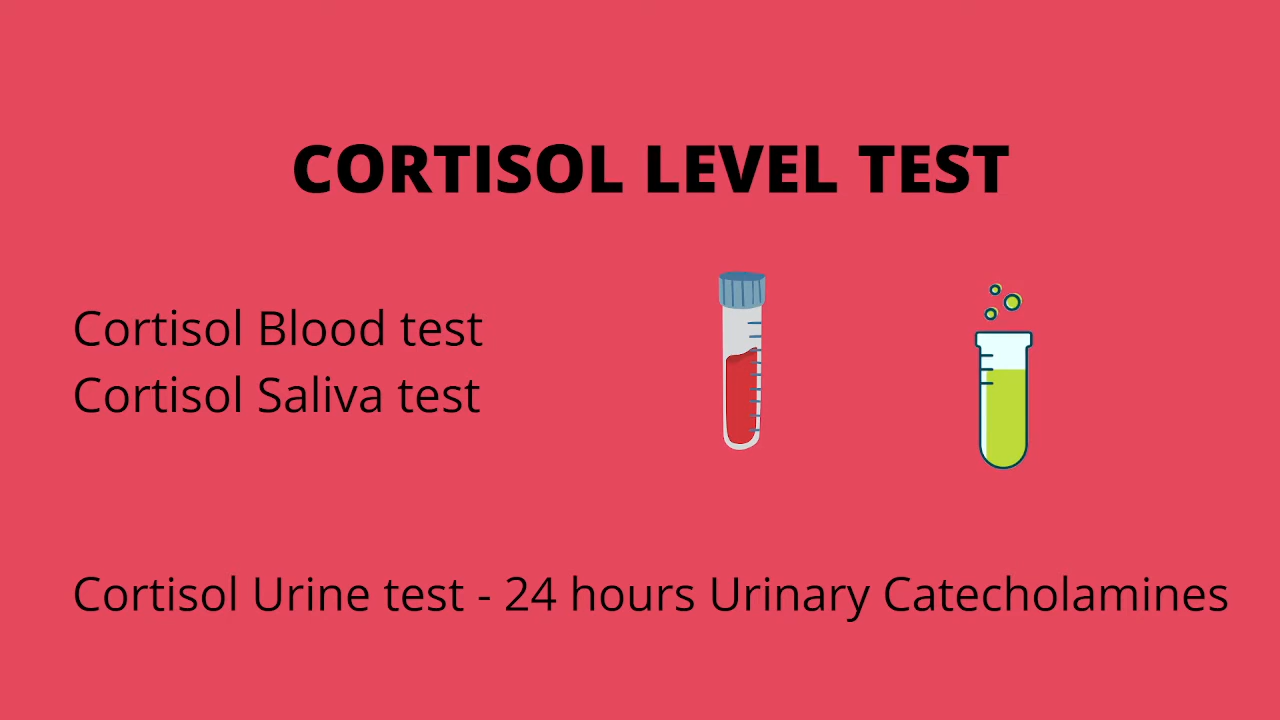 CORTISOL LEVEL TEST
Cortisol Blood test
Cortisol Saliva test
Cortisol Urine test - 24 hours Urinary Catecholamines